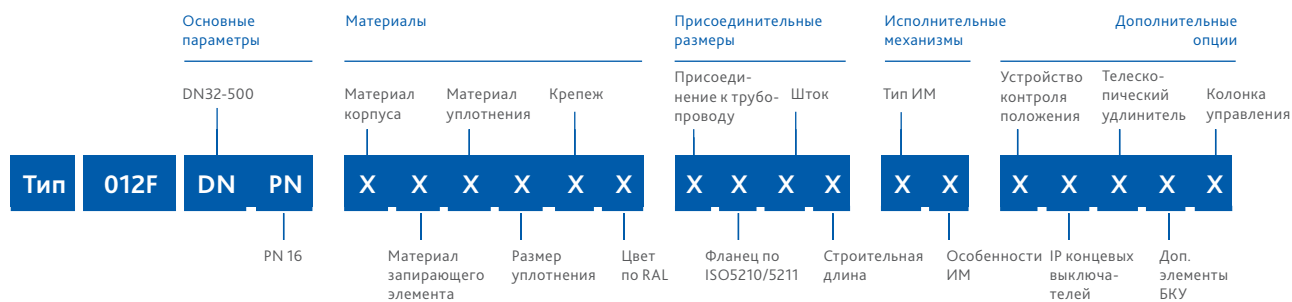 Основные
параметры
Материалы
Присоединительные
размеры
Исполнительные
механизмы
Дополнительные
опции
DN32-500
Материал
корпуса
Материал
уплотнения
Крепеж
Присоеди-
нение к трубо-
проводу
Шток
Тип ИМ
Устройство
контроля
положения
Телеско-
пический
удлинитель
Колонка
управления
Тип 012F DN PN X X X X X X X X X X X X X X X X X
PN 16
Материал
запирающего
элемента
Размер
уплотнения
Цвет
по RAL
Фланец по
ISO5210/5211
Строительная
длина
Особенности
ИМ
IP концевых
выключа-
телей
Доп.
элементы
БКУ